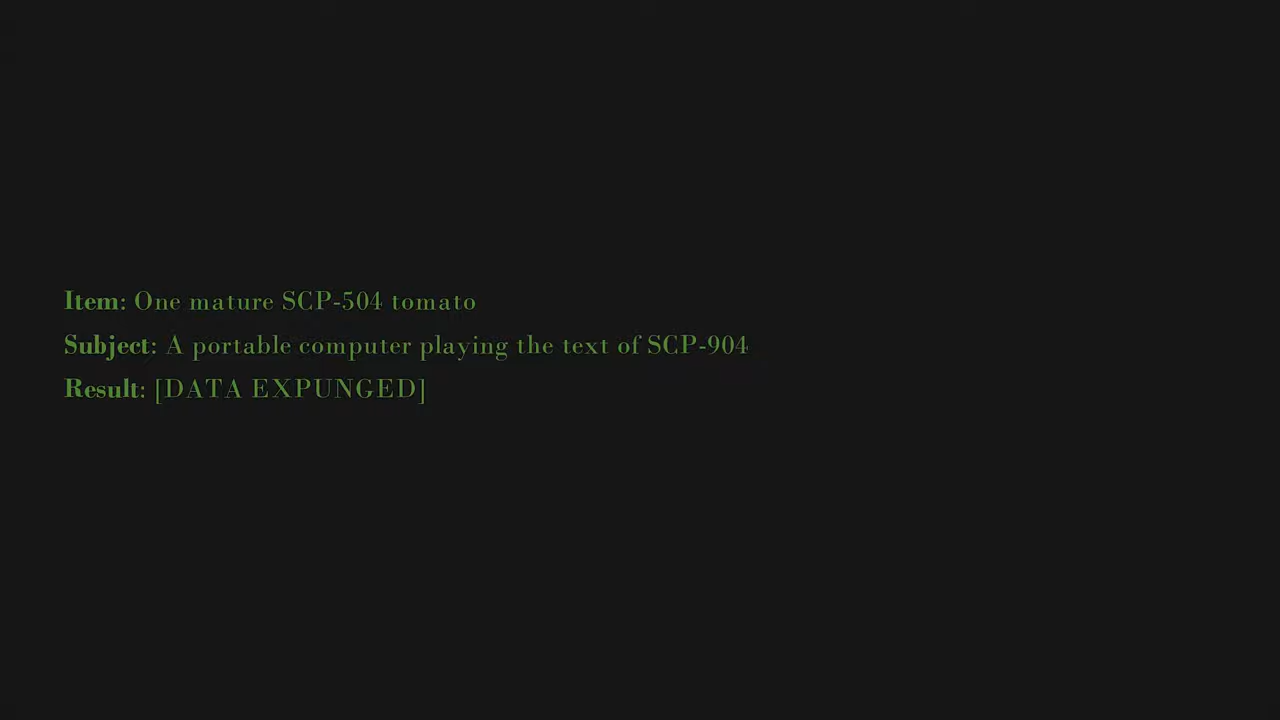 Item: One mature SCP-504 tomato
Subject: A portable computer playing the text of SCP-904
Result: [DATA EXPUNGED]